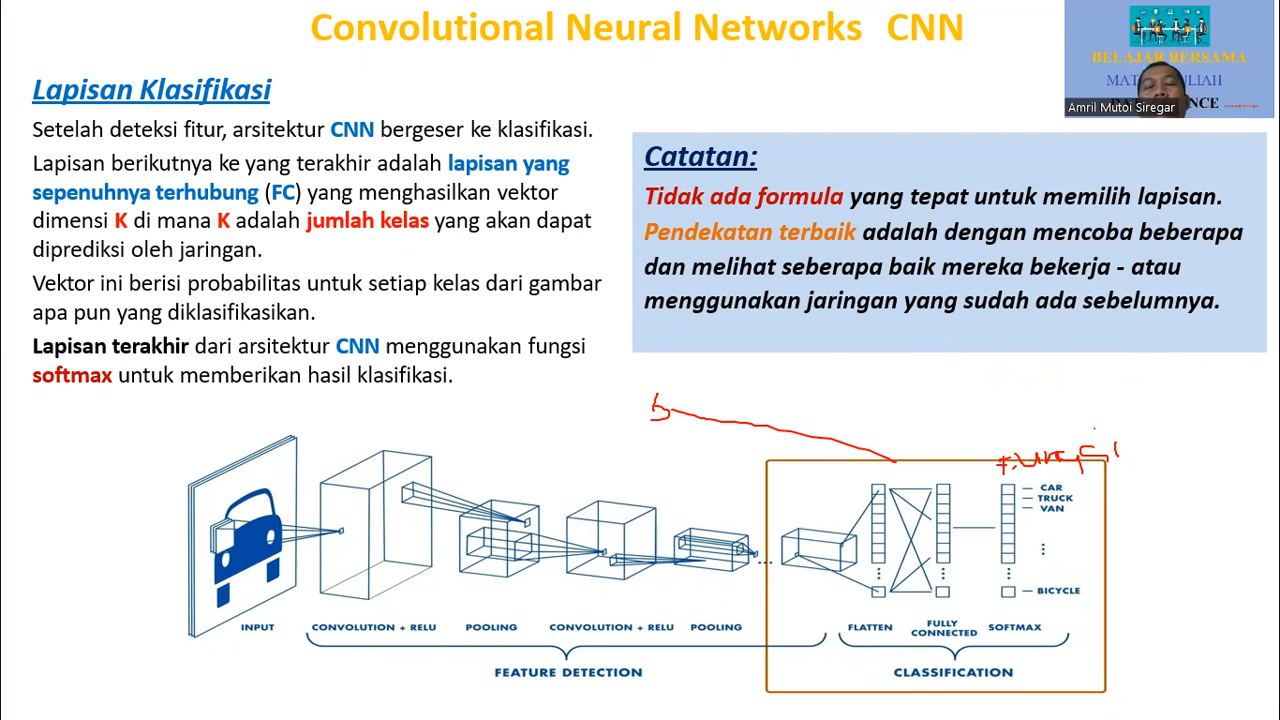 Convolutional Neural Networks CNN
BELAJAR BERSAMA
Amril Mutoi Siregar
Lapisan Klasifikasi
Setelah deteksi fitur, arsitektur CNN bergeser ke klasifikasi.
Lapisan berikutnya ke yang terakhir adalah lapisan yang
sepenuhnya terhubung (FC) yang menghasilkan vektor
dimensi K di mana K adalah jumlah kelas yang akan dapat
diprediksi oleh jaringan.
Vektor ini berisi probabilitas untuk setiap kelas dari gambar
apa pun yang diklasifikasikan.
Lapisan terakhir dari arsitektur CNN menggunakan fungsi
softmax untuk memberikan hasil klasifikasi.
Catatan:
Tidak ada formula yang tepat untuk memilih lapisan.
Pendekatan terbaik adalah dengan mencoba beberapa
dan melihat seberapa baik mereka bekerja - atau
menggunakan jaringan yang sudah ada sebelumnya.
CAR
TRUCK
VAN
BICYCLE
INPUT
CONVOLUTION + RELU
POOLING
CONVOLUTION + RELU
POOLING
FLATTEN
FULLY
CONNECTED
SOFTMAX
FEATURE DETECTION
CLASSIFICATION